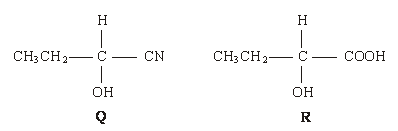 H H
CH₃CH₂ C CN CH₃CH₂ C COOH
OH OH
Q R